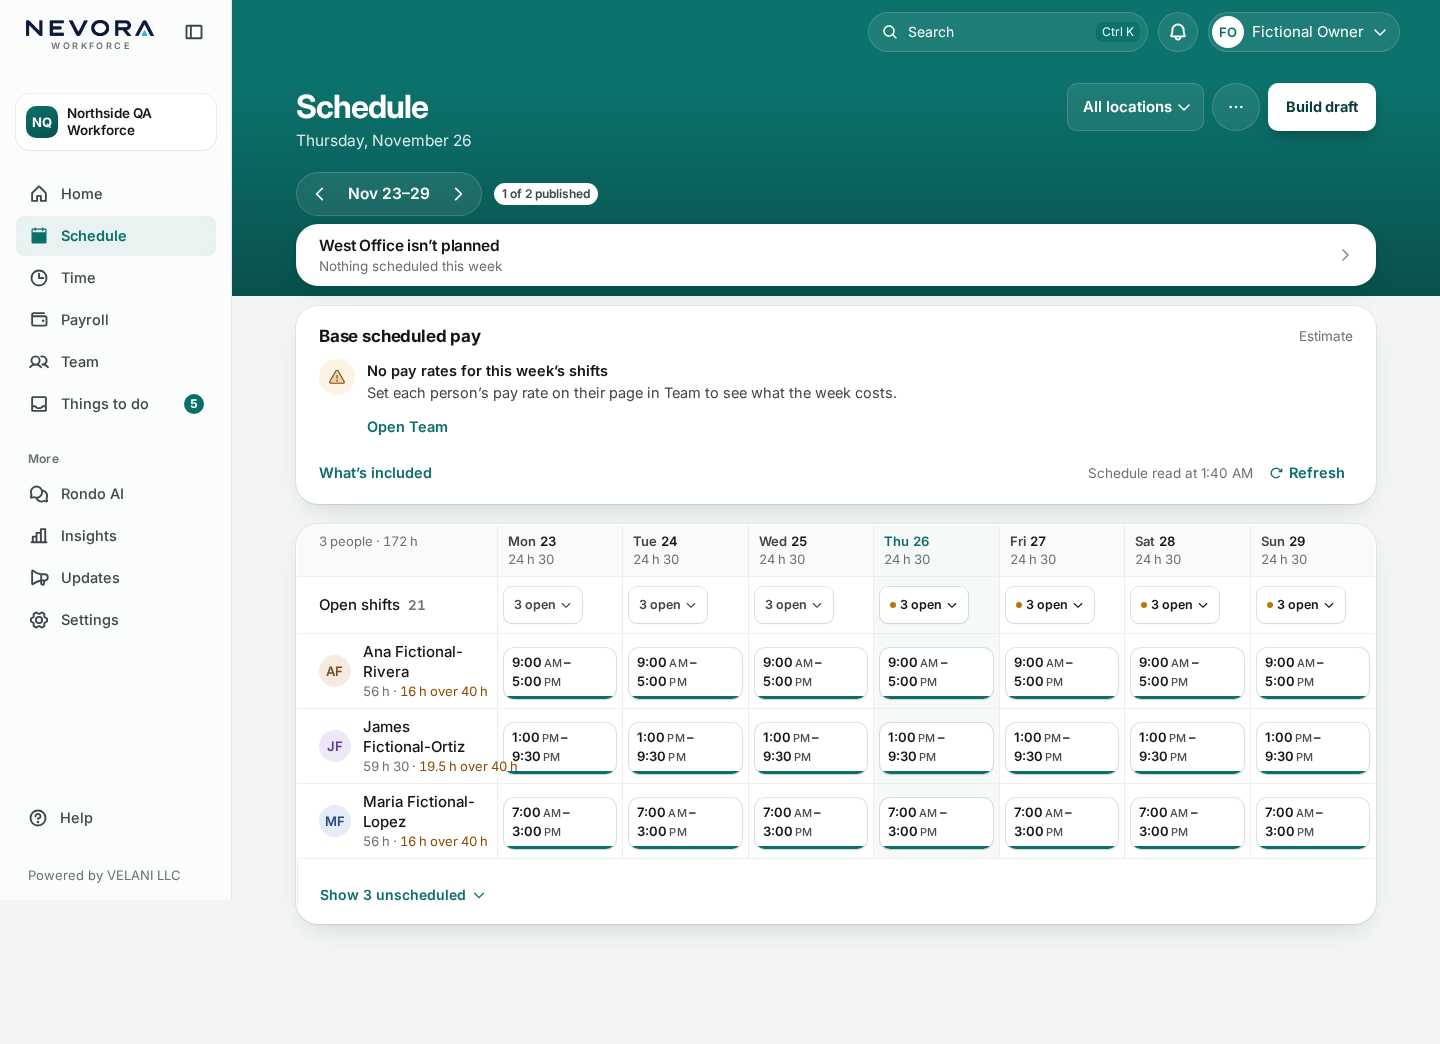 NEVORA
WORKFORCE
Search
Ctrl K
FO
Fictional Owner
NQ
Northside QA
Workforce
Home
Schedule
Time
Payroll
Team
Things to do
5
More
Rondo AI
Insights
Updates
Settings
Help
Powered by VELANI LLC
Schedule
Thursday, November 26
All locations
Build draft
Nov 23–29
1 of 2 published
West Office isn’t planned
Nothing scheduled this week
Base scheduled pay
Estimate
No pay rates for this week’s shifts
Set each person’s pay rate on their page in Team to see what the week costs.
Open Team
What’s included
Schedule read at 1:40 AM
Refresh
3 people · 172 h
Mon 23
24 h 30
Tue 24
24 h 30
Wed 25
24 h 30
Thu 26
24 h 30
Fri 27
24 h 30
Sat 28
24 h 30
Sun 29
24 h 30
Open shifts 21
3 open
3 open
3 open
3 open
3 open
3 open
3 open
AF
Ana Fictional-
Rivera
56 h · 16 h over 40 h
9:00 AM –
5:00 PM
9:00 AM –
5:00 PM
9:00 AM –
5:00 PM
9:00 AM –
5:00 PM
9:00 AM –
5:00 PM
9:00 AM –
5:00 PM
9:00 AM –
5:00 PM
JF
James
Fictional-Ortiz
59 h 30 · 19.5 h over 40 h
1:00 PM –
9:30 PM
1:00 PM –
9:30 PM
1:00 PM –
9:30 PM
1:00 PM –
9:30 PM
1:00 PM –
9:30 PM
1:00 PM –
9:30 PM
1:00 PM –
9:30 PM
MF
Maria Fictional-
Lopez
56 h · 16 h over 40 h
7:00 AM –
3:00 PM
7:00 AM –
3:00 PM
7:00 AM –
3:00 PM
7:00 AM –
3:00 PM
7:00 AM –
3:00 PM
7:00 AM –
3:00 PM
7:00 AM –
3:00 PM
Show 3 unscheduled